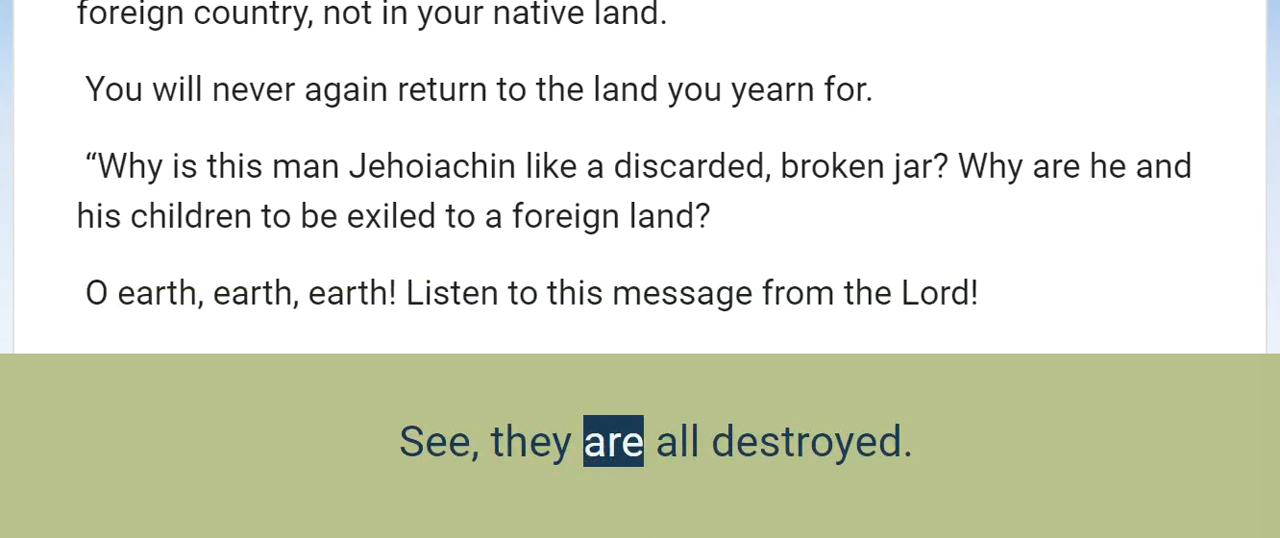 foreign country, not in your native land.
You will never again return to the land you yearn for.
“Why is this man Jehoiachin like a discarded, broken jar? Why are he and
his children to be exiled to a foreign land?
O earth, earth, earth! Listen to this message from the Lord!
See, they are all destroyed.